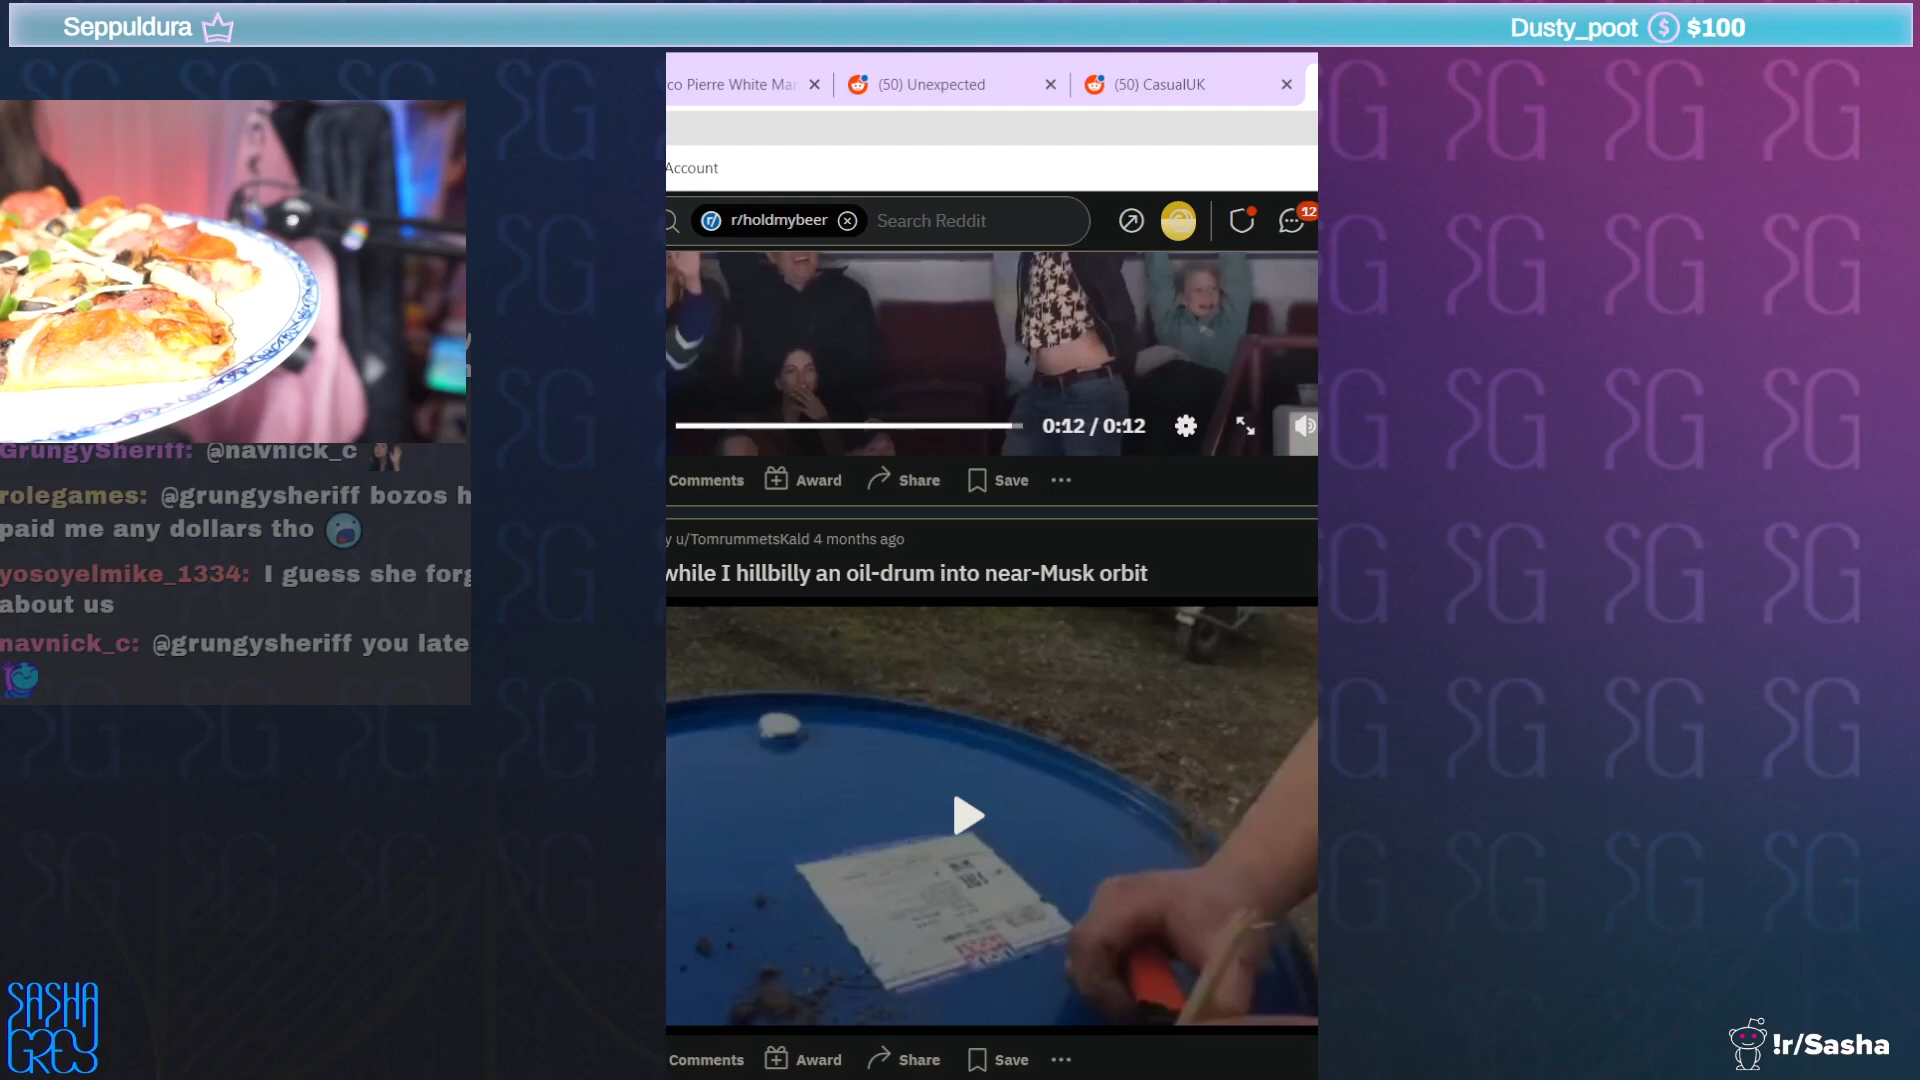 Seppuldura
Dusty_poot $ $100
co Pierre White Mar
(50) Unexpected
(50) CasualUK
Account
r/holdmybeer
Search Reddit
12
0:12 / 0:12
Comments
Award
Share
Save
GrungySheriff: @navnick_c
rolegames: @grungysheriff bozos h
paid me any dollars tho
yosoyelmike_1334: I guess she forg
about us
navnick_c: @grungysheriff you late
y u/TomrummetsKald 4 months ago
while I hillbilly an oil-drum into near-Musk orbit
Comments
Award
Share
Save
SASHA
GREY
!r/Sasha